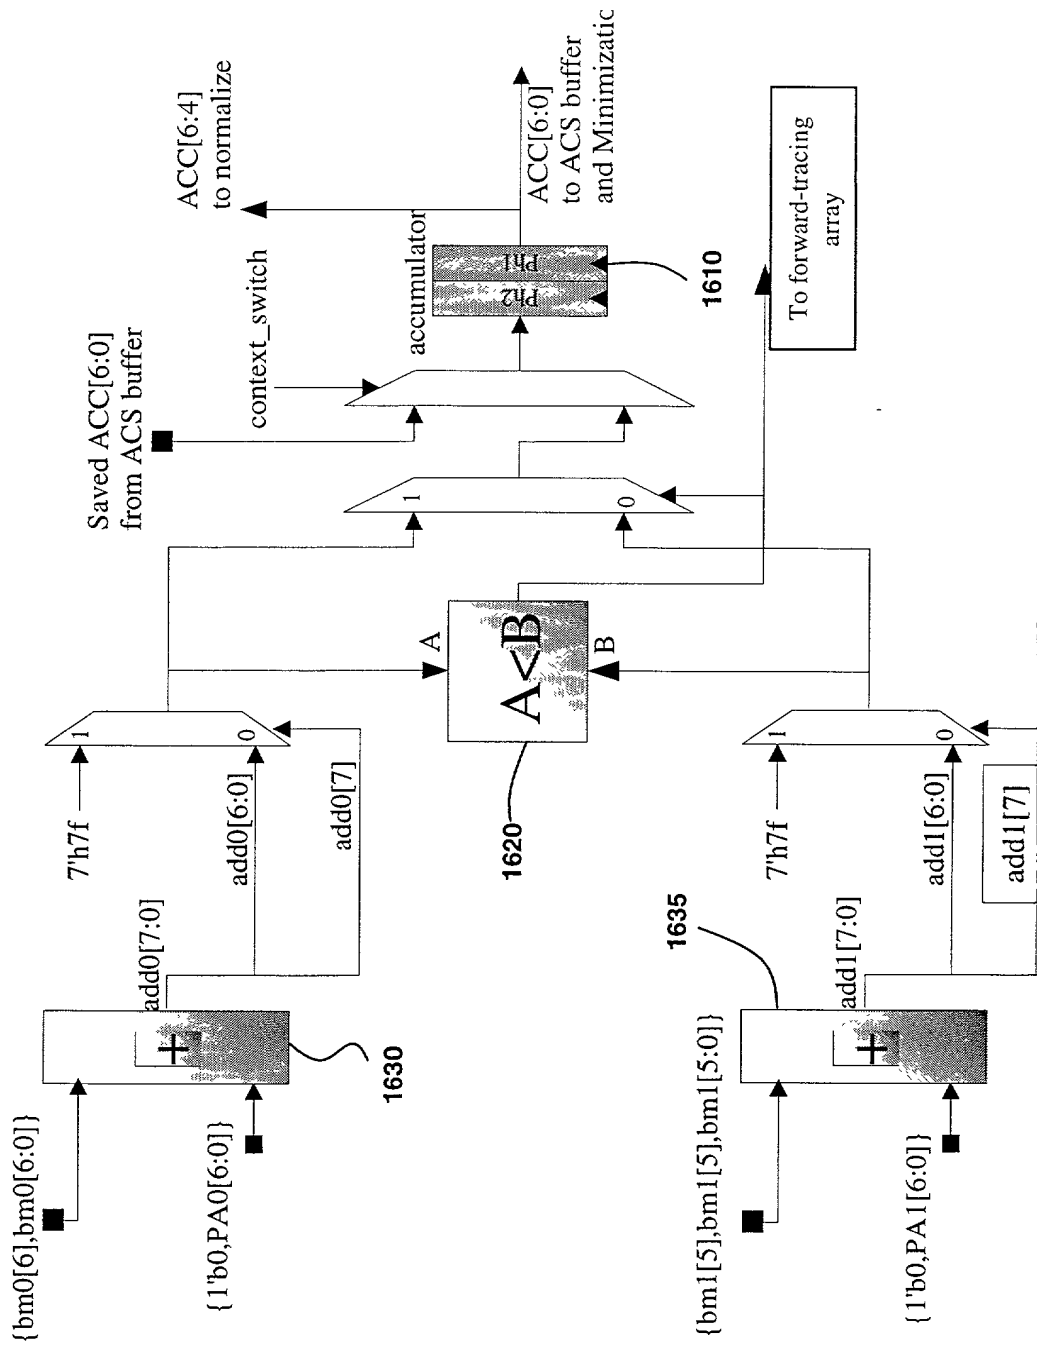 {bm0[6],bm0[6:0]}
{1'b0,PA0[6:0]}
1630
+
add0[7:0]
7'h7f
add0[6:0]
add0[7]
1
0
A
A<B
B
1620
Saved ACC[6:0]
from ACS buffer
context_switch
1
0
accumulator
Ph2
Ph1
1610
ACC[6:4]
to normalize
ACC[6:0]
to ACS buffer
and Minimizatic
To forward-tracing
array
{bm1[5],bm1[5],bm1[5:0]}
{1'b0,PA1[6:0]}
1635
+
add1[7:0]
7'h7f
add1[6:0]
add1[7]
1
0